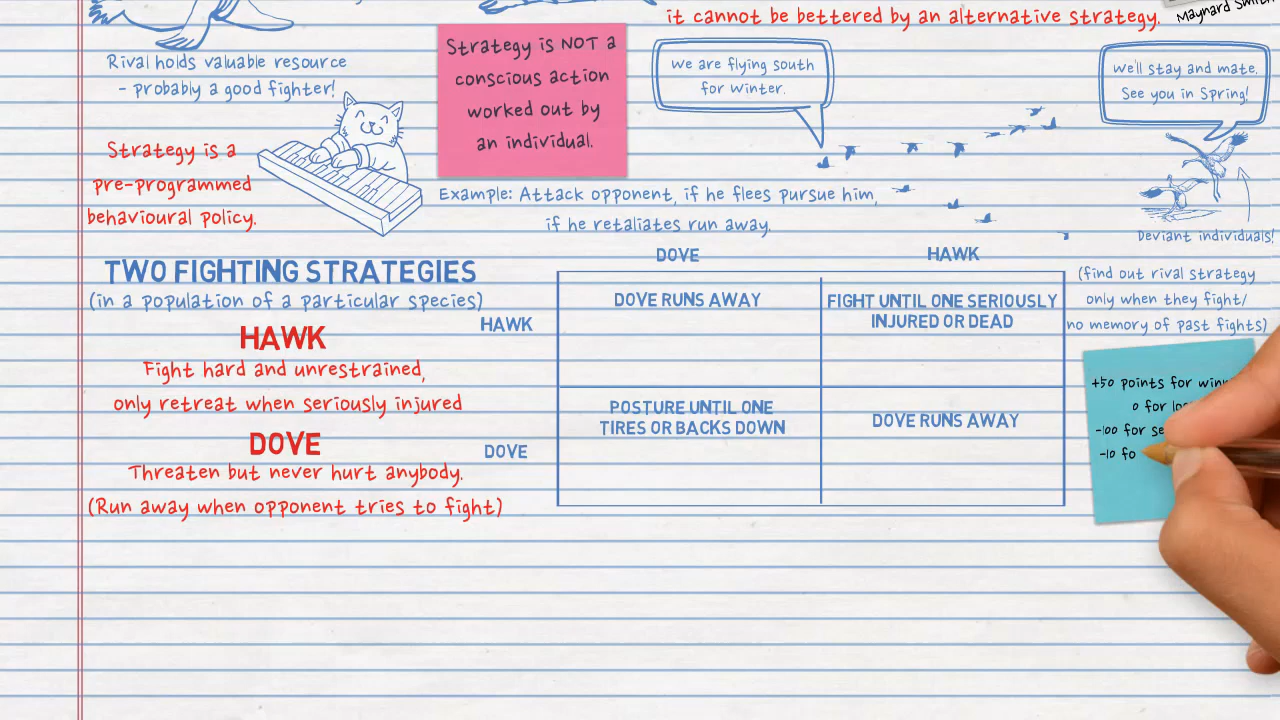 it cannot be bettered by an alternative strategy.
Maynard Smith
Rival holds valuable resource
- probably a good fighter!
Strategy is a
pre-programmed
behavioural policy.
Strategy is NOT a
conscious action
worked out by
an individual.
We are flying south
for winter.
We'll stay and mate.
See you in Spring!
Example: Attack opponent, if he flees pursue him,
if he retaliates run away.
Deviant individuals!
(find out rival strategy
only when they fight/
no memory of past fights)
TWO FIGHTING STRATEGIES
(in a population of a particular species)
HAWK
Fight hard and unrestrained,
only retreat when seriously injured
DOVE
Threaten but never hurt anybody.
(Run away when opponent tries to fight)
DOVE HAWK
HAWK DOVE RUNS AWAY FIGHT UNTIL ONE SERIOUSLY
INJURED OR DEAD
DOVE POSTURE UNTIL ONE
TIRES OR BACKS DOWN
DOVE RUNS AWAY
+50 points for
0 for
-100 for
-10 fo